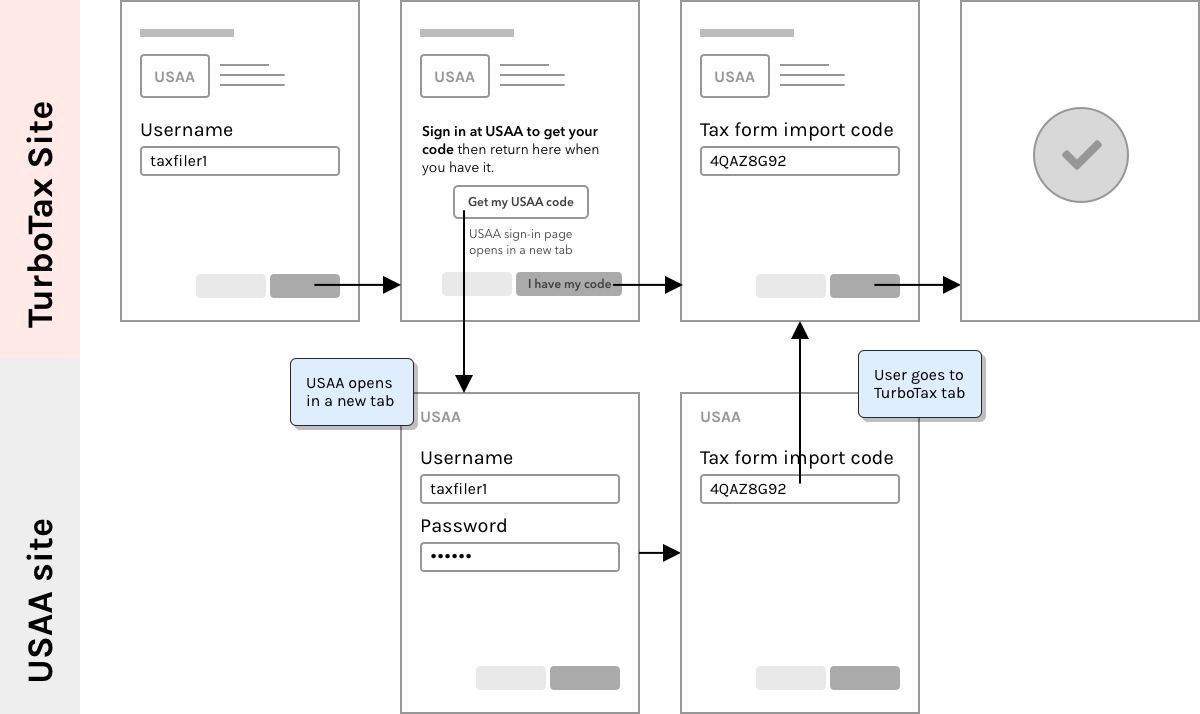 TurboTax Site
USAA
Username
taxfiler1
USAA
Sign in at USAA to get your
code then return here when
you have it.
Get my USAA code
USAA sign-in page
opens in a new tab
I have my code
USAA
Tax form import code
4QAZ8G92
USAA site
USAA opens
in a new tab
USAA
Username
taxfiler1
Password
••••••
User goes to
TurboTax tab
USAA
Tax form import code
4QAZ8G92